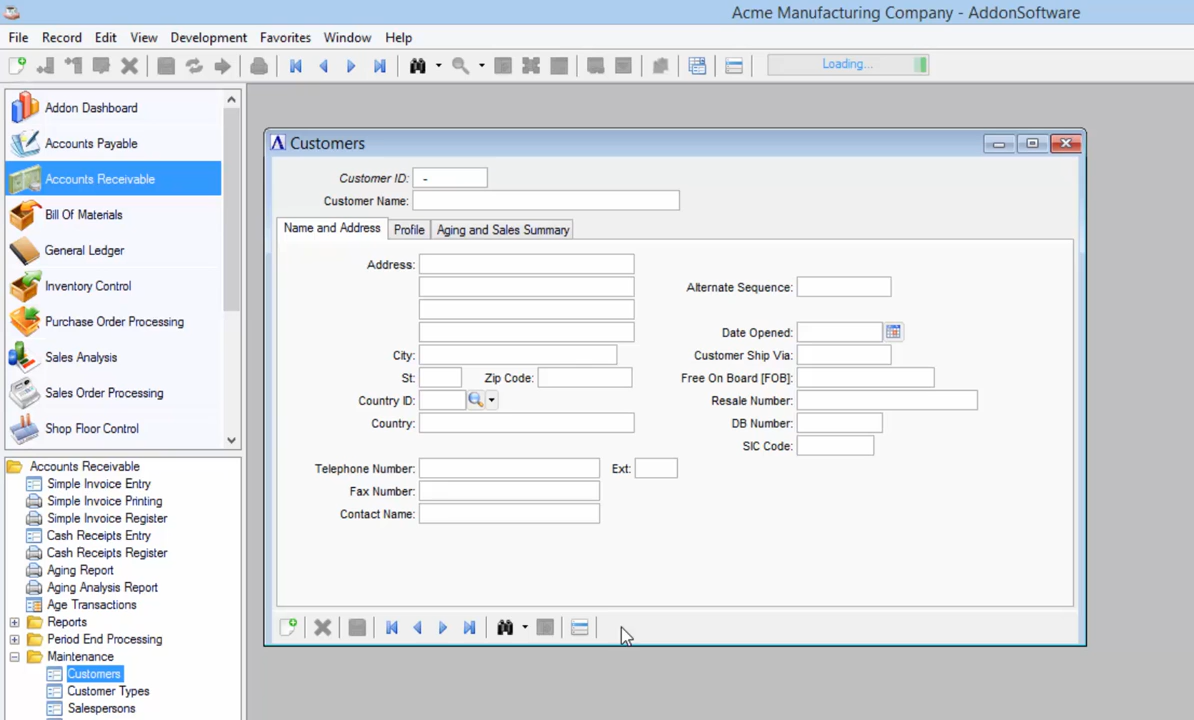 Acme Manufacturing Company - AddonSoftware
File Record Edit View Development Favorites Window Help
Loading...
Addon Dashboard
Accounts Payable
Accounts Receivable
Bill Of Materials
General Ledger
Inventory Control
Purchase Order Processing
Sales Analysis
Sales Order Processing
Shop Floor Control
Accounts Receivable
Simple Invoice Entry
Simple Invoice Printing
Simple Invoice Register
Cash Receipts Entry
Cash Receipts Register
Aging Report
Aging Analysis Report
Age Transactions
Reports
Period End Processing
Maintenance
Customers
Customer Types
Salespersons
Customers
Customer ID: -
Customer Name:
Name and Address Profile Aging and Sales Summary
Address:
Alternate Sequence:
Date Opened:
City: Customer Ship Via:
St: Zip Code: Free On Board [FOB]:
Country ID: Resale Number:
Country: DB Number:
SIC Code:
Telephone Number: Ext:
Fax Number:
Contact Name: